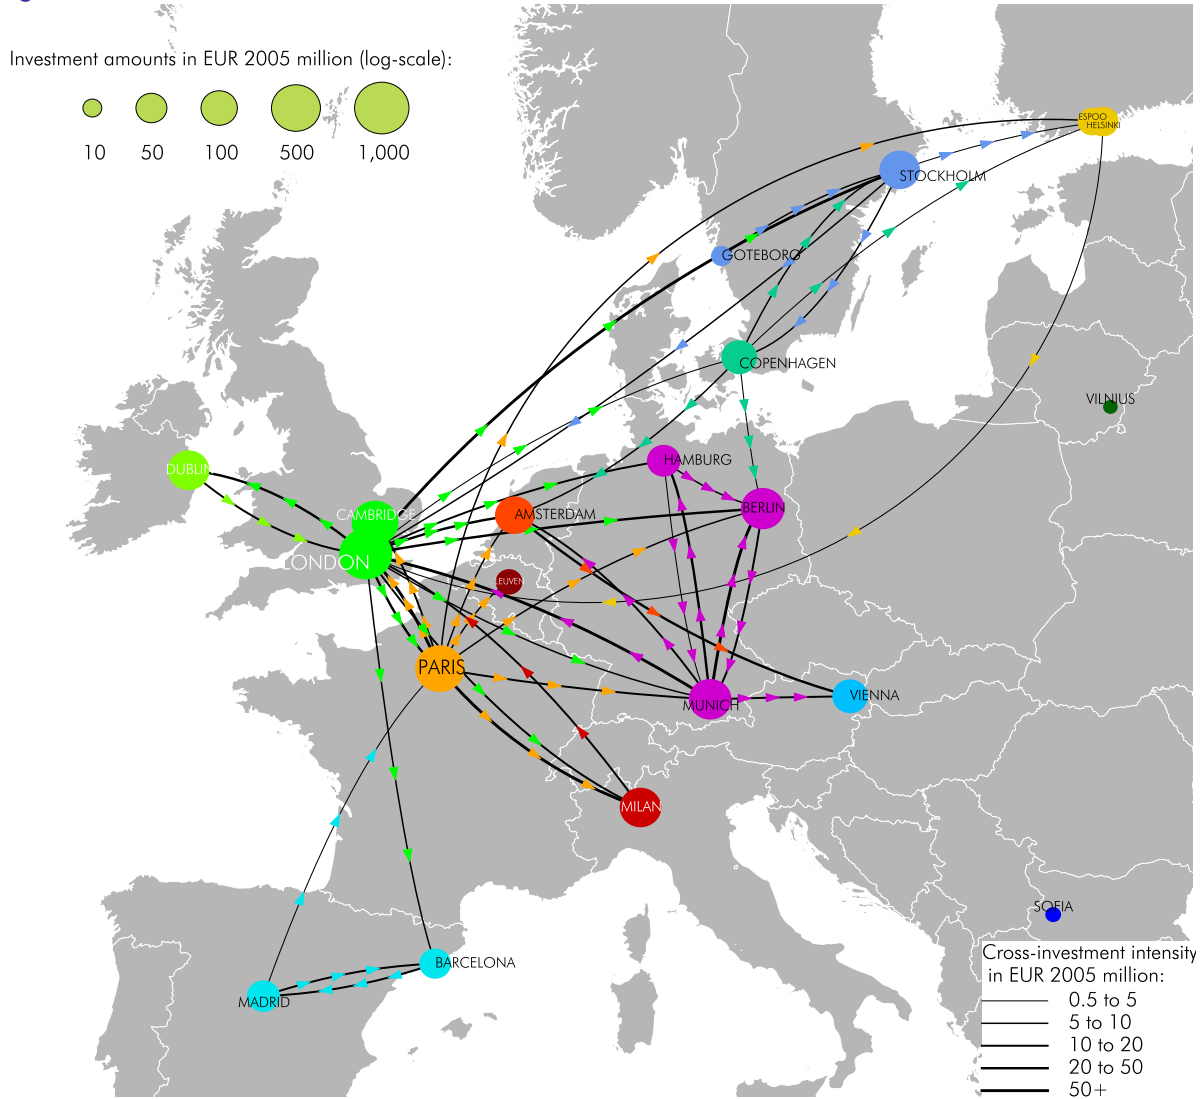 Investment amounts in EUR 2005 million (log-scale):
10 50 100 500 1,000
ESPOO
HELSINKI
STOCKHOLM
GOTEBORG
COPENHAGEN
VILNIUS
HAMBURG
DUBLIN
BERLIN
CAMBRIDGE
AMSTERDAM
LONDON
LEUVEN
PARIS
VIENNA
MUNICH
MILAN
SOFIA
BARCELONA
MADRID
Cross-investment intensity
in EUR 2005 million:
0.5 to 5
5 to 10
10 to 20
20 to 50
50+